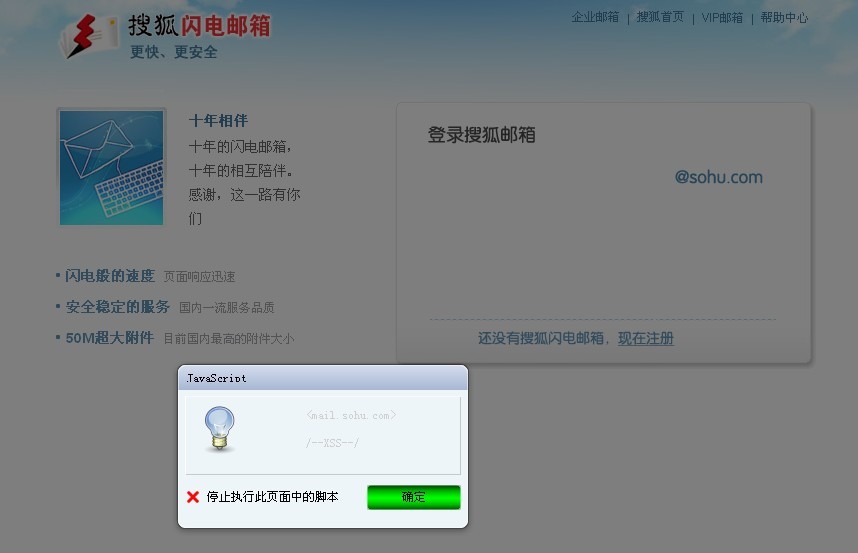 搜狐闪电邮箱
更快、更安全
企业邮箱 | 搜狐首页 | VIP邮箱 | 帮助中心
十年相伴
十年的闪电邮箱，
十年的相互陪伴。
感谢，这一路有你
们
登录搜狐邮箱
@sohu.com
闪电般的速度 页面响应迅速
安全稳定的服务 国内一流服务品质
50M超大附件 目前国内最高的附件大小
还没有搜狐闪电邮箱，现在注册
JavaScript
<mail.sohu.com>
/--XSS--/
停止执行此页面中的脚本
确定